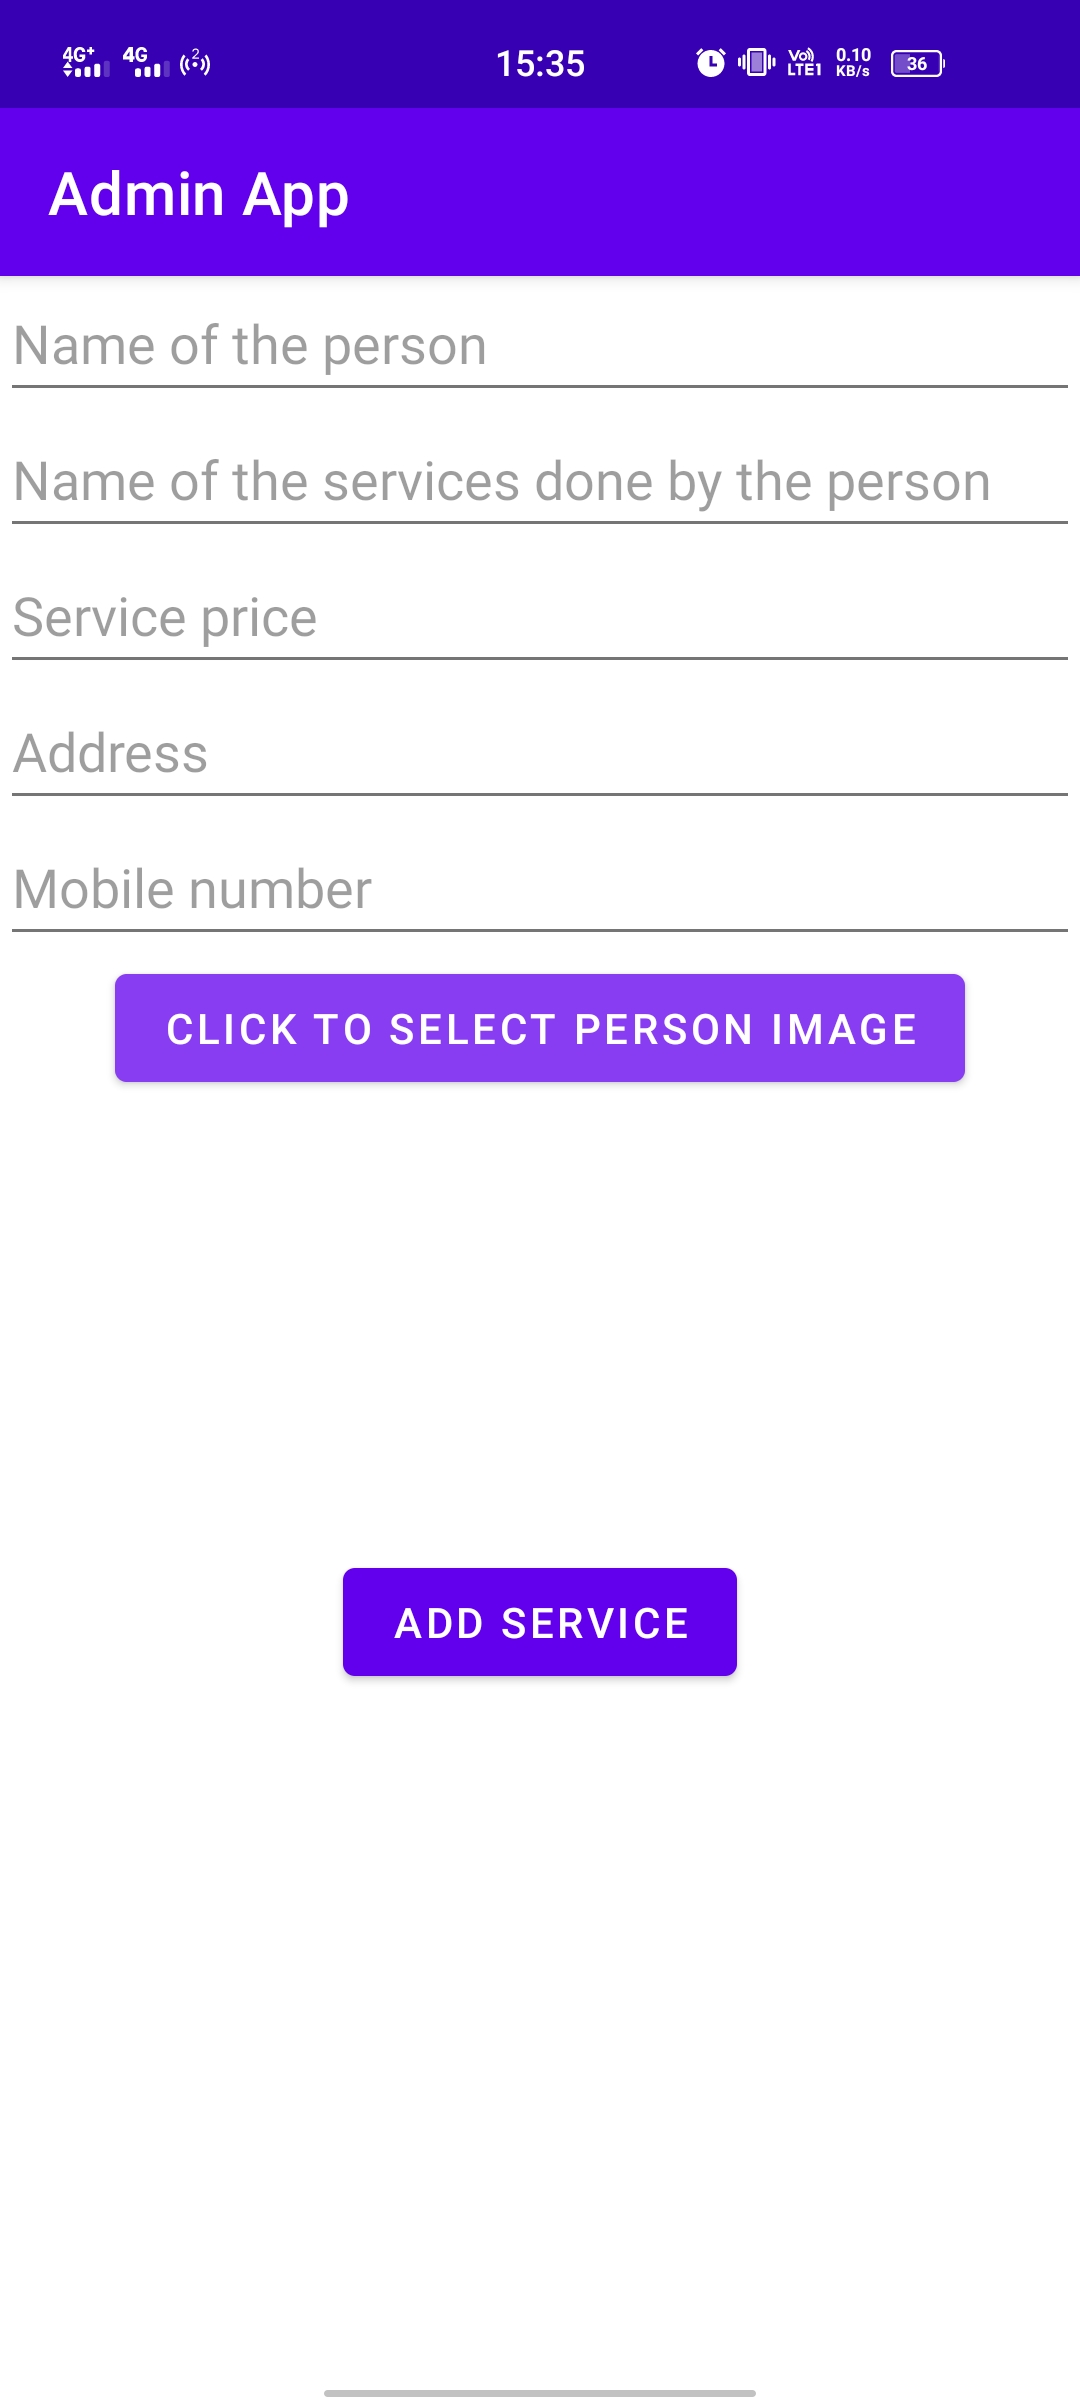 4G+ 4G 2 15:35 Vo)) LTE1 0.10 KB/s 36
Admin App
Name of the person
Name of the services done by the person
Service price
Address
Mobile number
CLICK TO SELECT PERSON IMAGE
ADD SERVICE